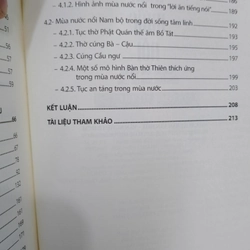 4.1.2. Hình ảnh mùa nước nổi trong "lời ăn tiếng nói" 189
4.2- Mùa nước nổi Nam bộ trong đời sống tâm linh 192
4.2.1. Tục thờ Phật Quán thế âm Bồ Tát 193
4.2.2. Thờ cúng Bà – Cậu
4.2.3. Cúng Cầu ngư 197
4.2.4. Một số mô hình Bàn thờ Thiên thích ứng
trong mùa nước nổi 199
4.2.5. Tục an táng trong mùa nước 203
KẾT LUẬN 208
TÀI LIỆU THAM KHẢO 213